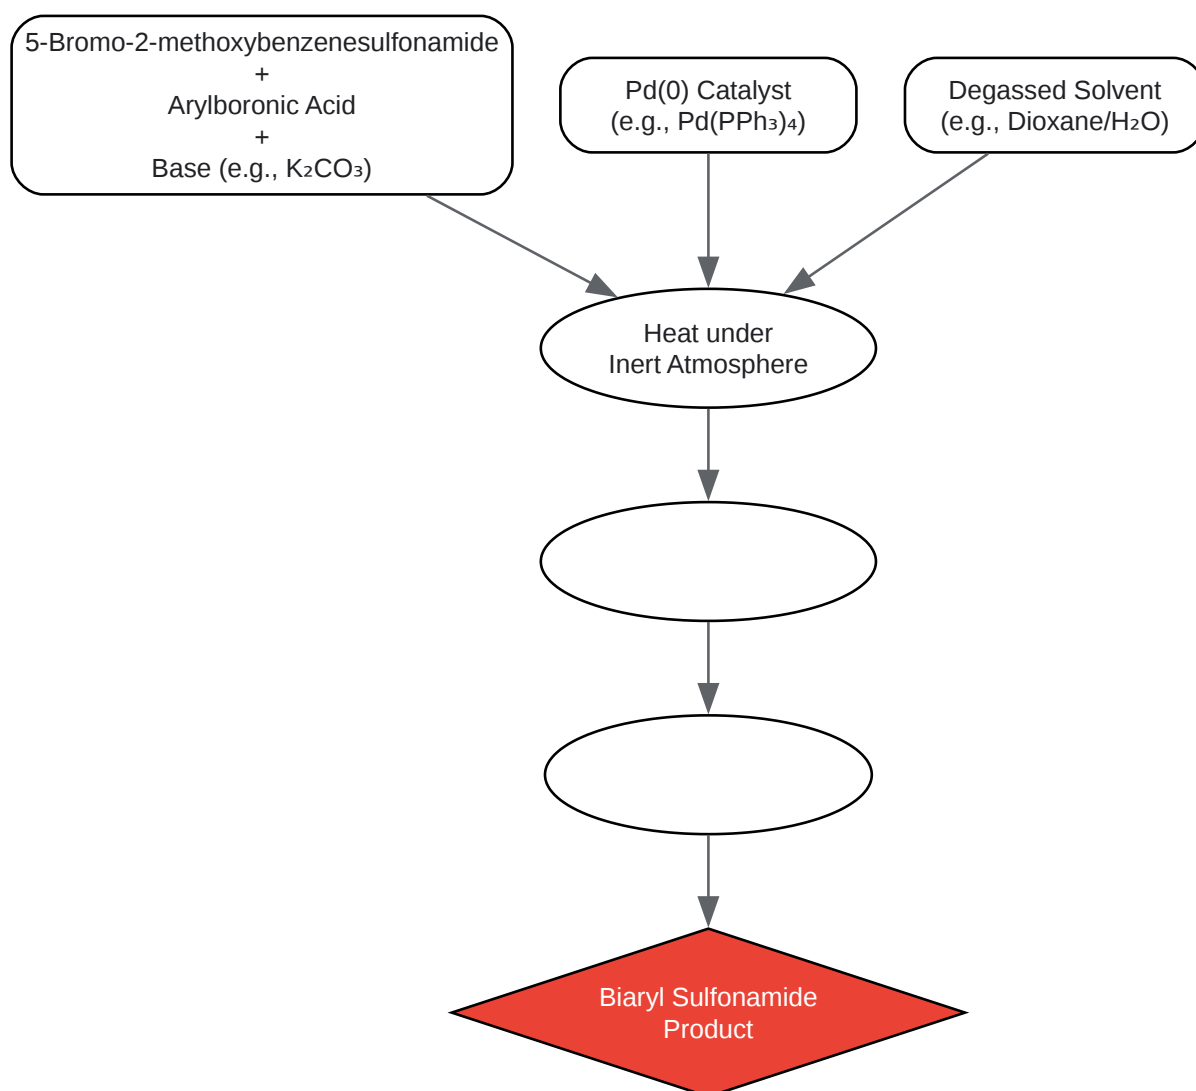 5-Bromo-2-methoxybenzenesulfonamide
+
Arylboronic Acid
+
Base (e.g., K₂CO₃)
Pd(0) Catalyst
(e.g., Pd(PPh₃)₄)
Degassed Solvent
(e.g., Dioxane/H₂O)
Heat under
Inert Atmosphere
Biaryl Sulfonamide
Product